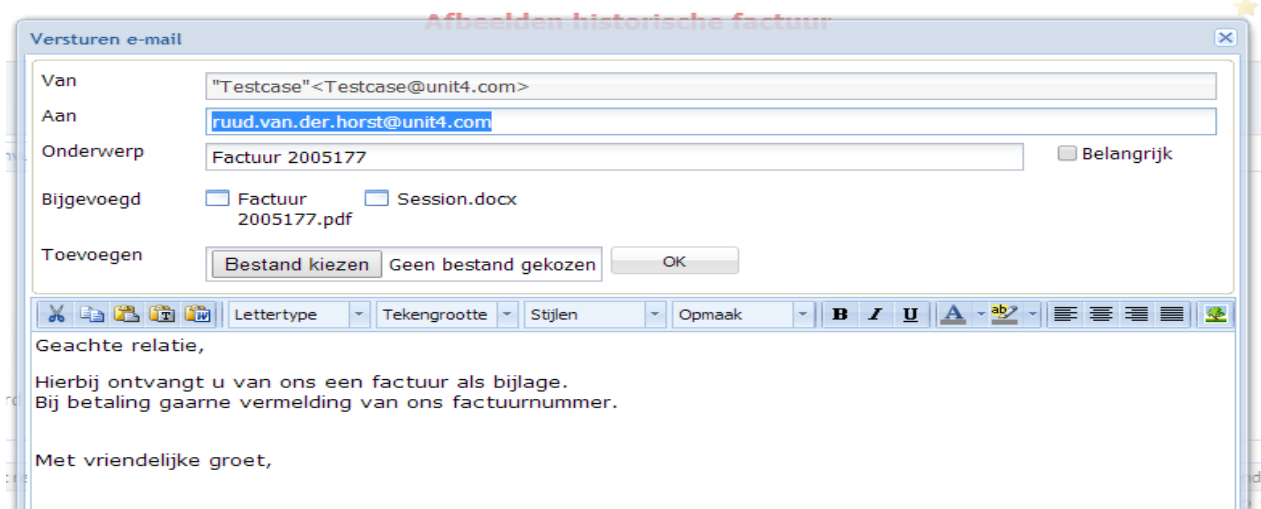 Afbeelden historische factuur
Versturen e-mail
Van "Testcase"<Testcase@unit4.com>
Aan ruud.van.der.horst@unit4.com
Onderwerp Factuur 2005177 Belangrijk
Bijgevoegd Factuur 2005177.pdf Session.docx
Toevoegen Bestand kiezen Geen bestand gekozen OK
Lettertype Tekengrootte Stijlen Opmaak B I U A ab
Geachte relatie,
Hierbij ontvangt u van ons een factuur als bijlage.
Bij betaling gaarne vermelding van ons factuurnummer.
Met vriendelijke groet,